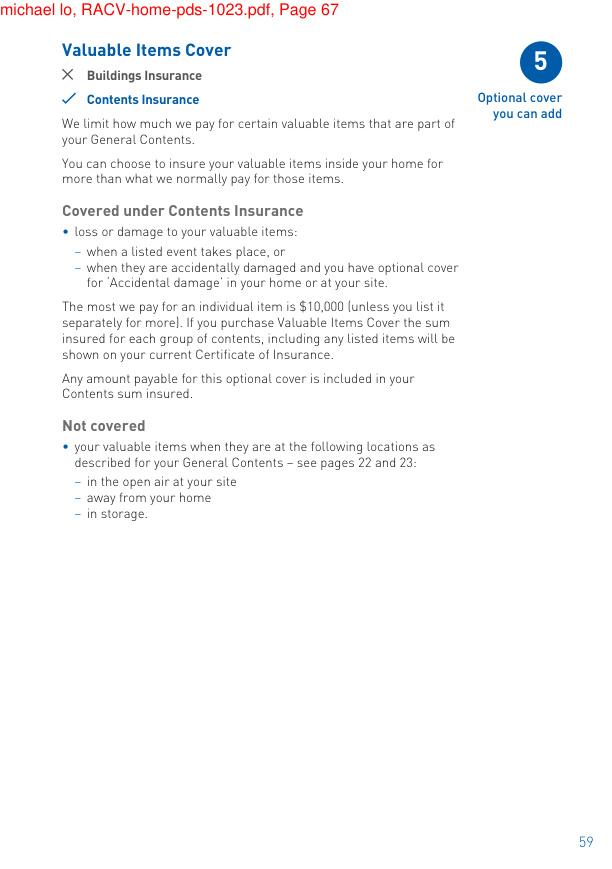 michael lo, RACV-home-pds-1023.pdf, Page 67
Valuable Items Cover
Buildings Insurance
Contents Insurance
5
Optional cover
you can add
We limit how much we pay for certain valuable items that are part of
your General Contents.
You can choose to insure your valuable items inside your home for
more than what we normally pay for those items.
Covered under Contents Insurance
• loss or damage to your valuable items:
– when a listed event takes place, or
– when they are accidentally damaged and you have optional cover
for ‘Accidental damage’ in your home or at your site.
The most we pay for an individual item is $10,000 (unless you list it
separately for more). If you purchase Valuable Items Cover the sum
insured for each group of contents, including any listed items will be
shown on your current Certificate of Insurance.
Any amount payable for this optional cover is included in your
Contents sum insured.
Not covered
• your valuable items when they are at the following locations as
described for your General Contents – see pages 22 and 23:
– in the open air at your site
– away from your home
– in storage.
59